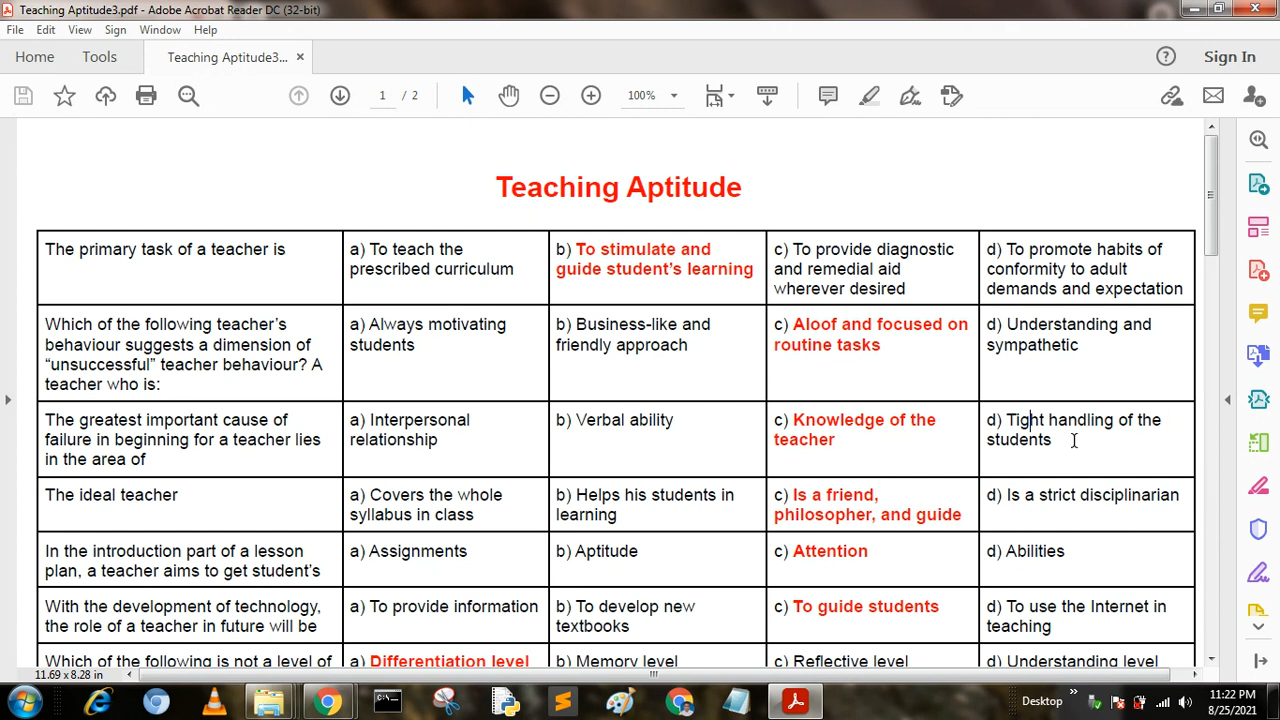 Teaching Aptitude3.pdf - Adobe Acrobat Reader DC (32-bit)
File Edit View Sign Window Help
Home Tools Teaching Aptitude3... × ? Sign In
1 / 2 100%
Teaching Aptitude
The primary task of a teacher is
a) To teach the
prescribed curriculum
b) To stimulate and
guide student's learning
c) To provide diagnostic
and remedial aid
wherever desired
d) To promote habits of
conformity to adult
demands and expectation
Which of the following teacher's
behaviour suggests a dimension of
"unsuccessful" teacher behaviour? A
teacher who is:
a) Always motivating
students
b) Business-like and
friendly approach
c) Aloof and focused on
routine tasks
d) Understanding and
sympathetic
The greatest important cause of
failure in beginning for a teacher lies
in the area of
a) Interpersonal
relationship
b) Verbal ability
c) Knowledge of the
teacher
d) Tight handling of the
students
The ideal teacher
a) Covers the whole
syllabus in class
b) Helps his students in
learning
c) Is a friend,
philosopher, and guide
d) Is a strict disciplinarian
In the introduction part of a lesson
plan, a teacher aims to get student's
a) Assignments
b) Aptitude
c) Attention
d) Abilities
With the development of technology,
the role of a teacher in future will be
a) To provide information
b) To develop new
textbooks
c) To guide students
d) To use the Internet in
teaching
Which of the following is not a level of
a) Differentiation level
b) Memory level
c) Reflective level
d) Understanding level
11.69 x 8.28 in
Desktop
11:22 PM
8/25/2021